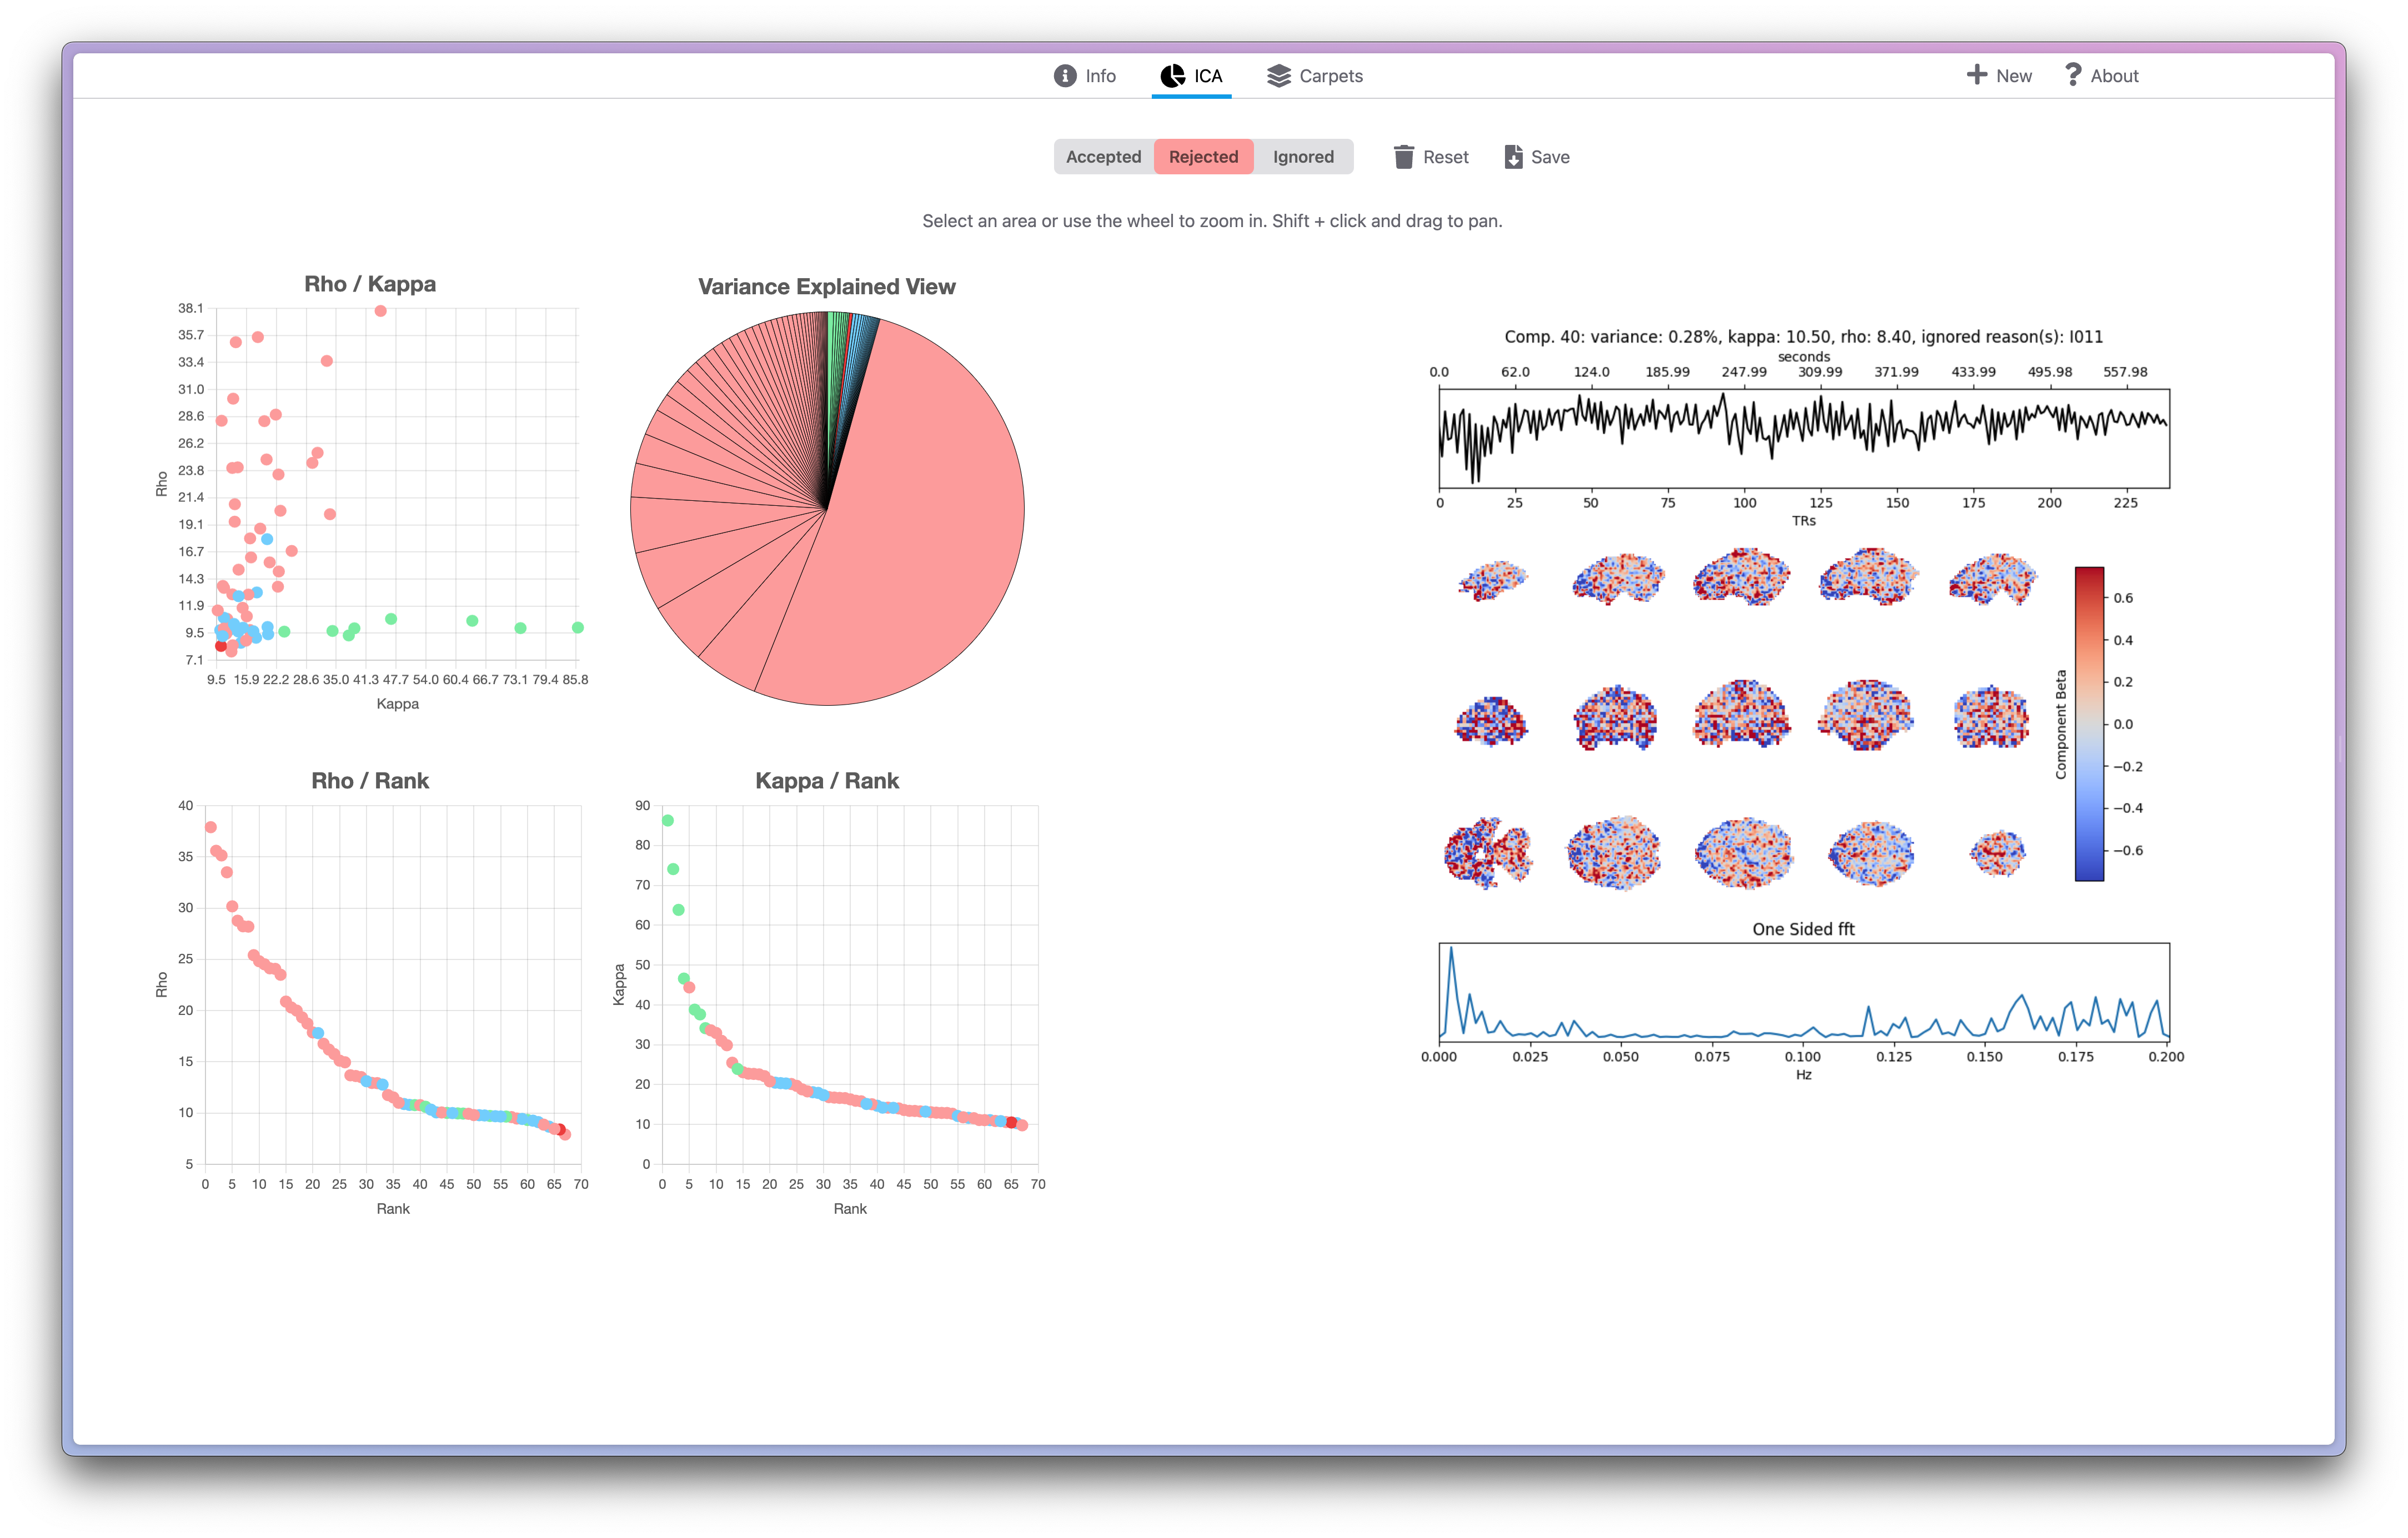 Info
ICA
Carpets
New
About
Accepted
Rejected
Ignored
Reset
Save
Select an area or use the wheel to zoom in. Shift + click and drag to pan.
Rho / Kappa
38.1
35.7
33.4
31.0
28.6
26.2
23.8
21.4
19.1
16.7
14.3
11.9
9.5
7.1
Rho
9.5 15.9 22.2 28.6 35.0 41.3 47.7 54.0 60.4 66.7 73.1 79.4 85.8
Kappa
Variance Explained View
Rho / Rank
40
35
30
25
20
15
10
5
Rho
0 5 10 15 20 25 30 35 40 45 50 55 60 65 70
Rank
Kappa / Rank
90
80
70
60
50
40
30
20
10
0
Kappa
0 5 10 15 20 25 30 35 40 45 50 55 60 65 70
Rank
Comp. 40: variance: 0.28%, kappa: 10.50, rho: 8.40, ignored reason(s): I011
seconds
0.0 62.0 124.0 185.99 247.99 309.99 371.99 433.99 495.98 557.98
0 25 50 75 100 125 150 175 200 225
TRs
Component Beta
0.6
0.4
0.2
0.0
−0.2
−0.4
−0.6
One Sided fft
0.000 0.025 0.050 0.075 0.100 0.125 0.150 0.175 0.200
Hz